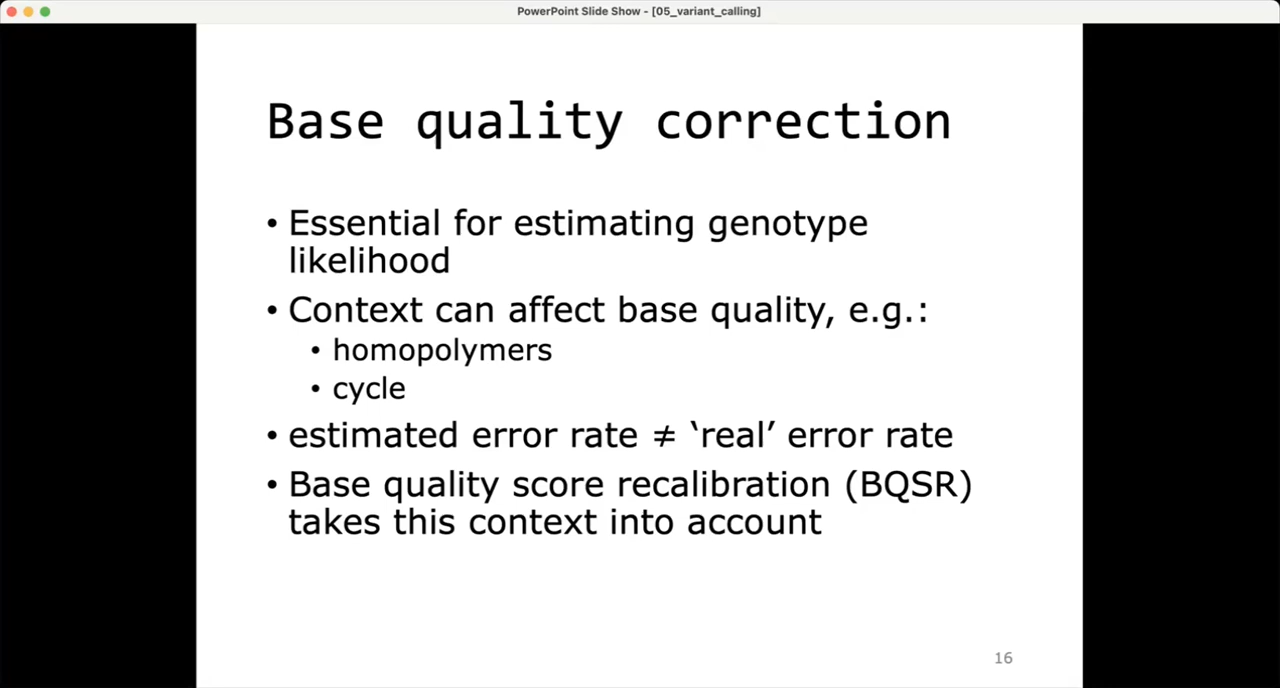 PowerPoint Slide Show - [05_variant_calling]
Base quality correction
• Essential for estimating genotype
likelihood
• Context can affect base quality, e.g.:
• homopolymers
• cycle
• estimated error rate ≠ ‘real’ error rate
• Base quality score recalibration (BQSR)
takes this context into account
16